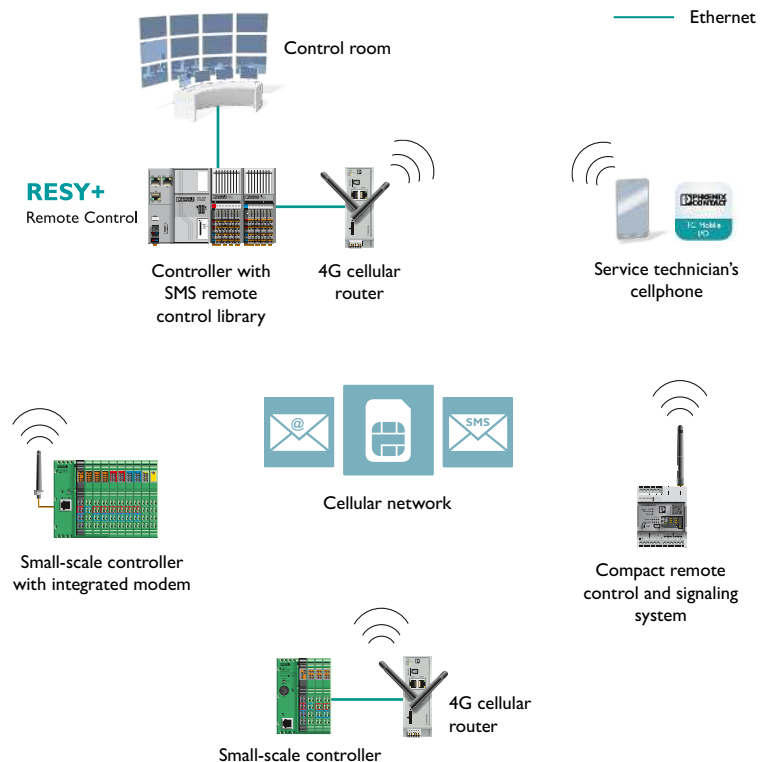 Ethernet
Control room
RESY+
Remote Control
Controller with
SMS remote
control library
4G cellular
router
PHŒNIX
CONTACT
Service technician's
cellphone
@
SMS
Cellular network
Small-scale controller
with integrated modem
Compact remote
control and signaling
system
4G cellular
router
Small-scale controller